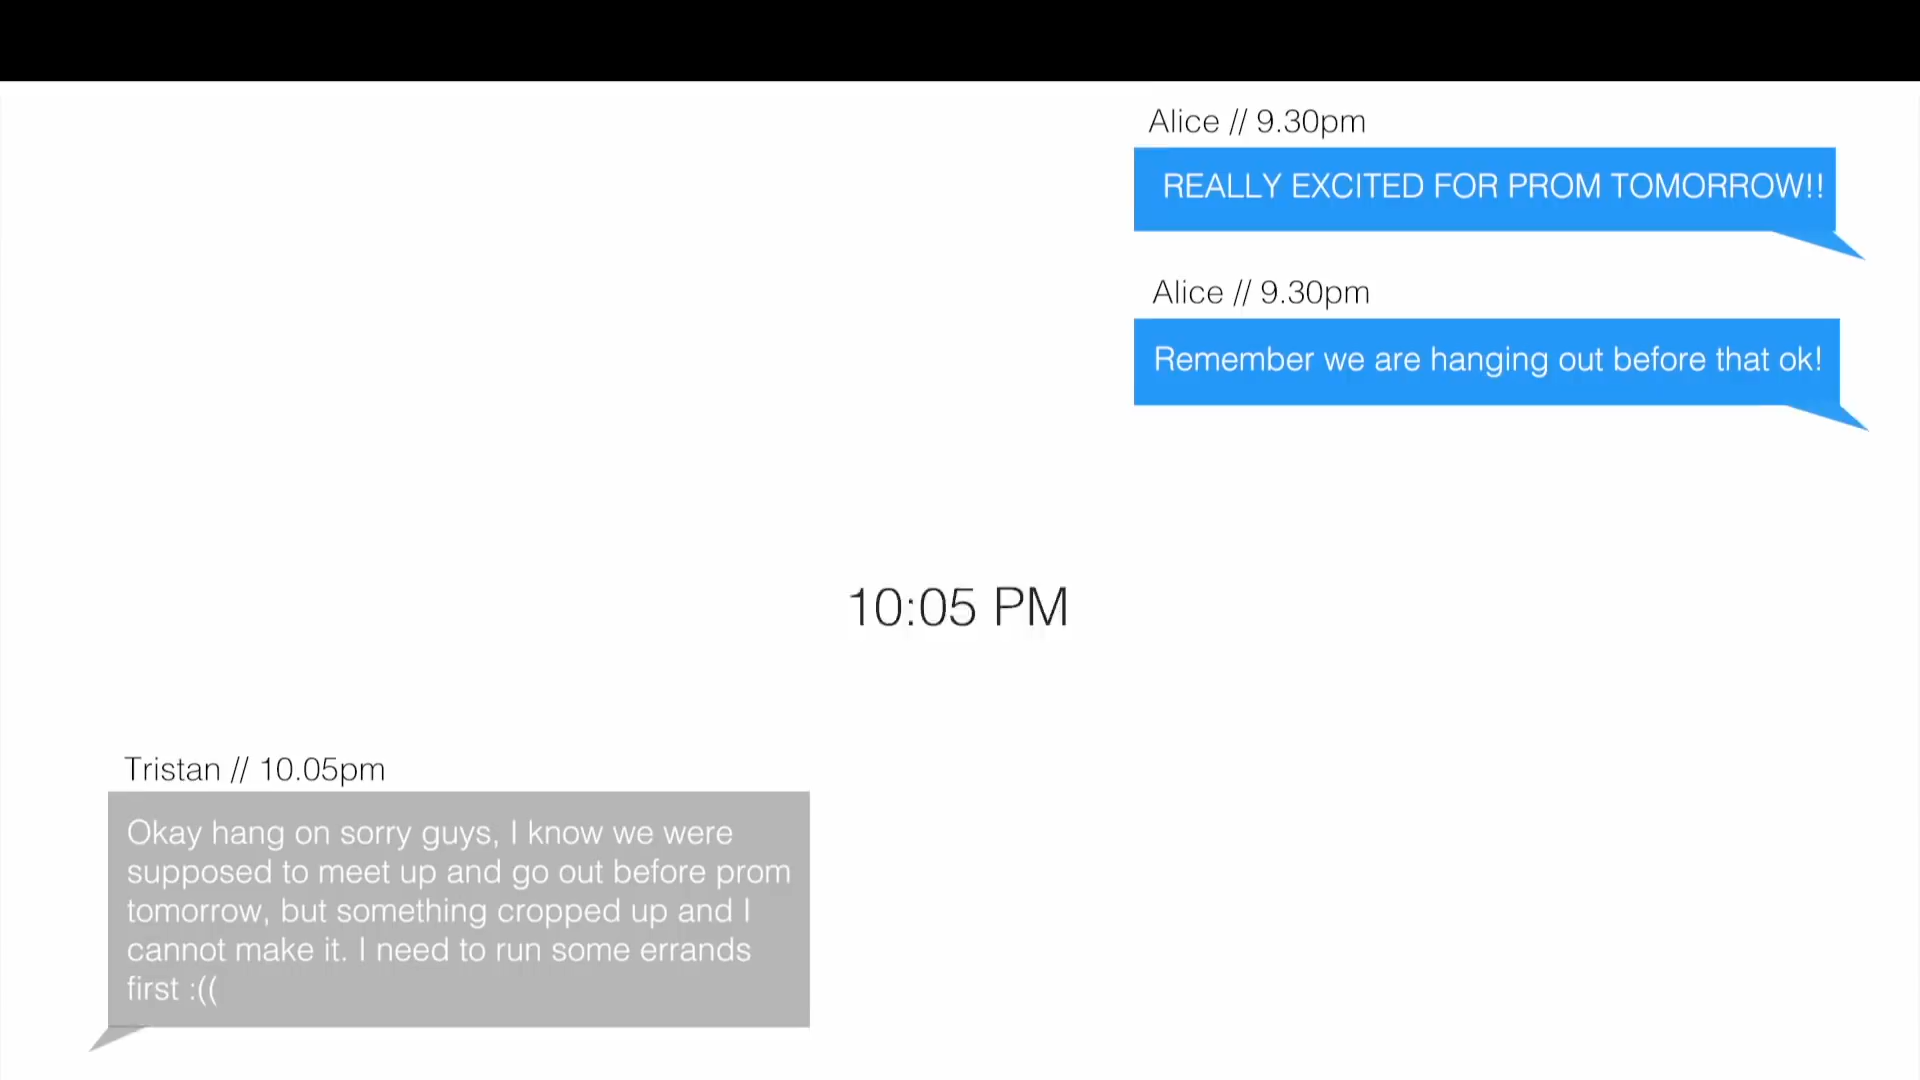 Alice // 9.30pm
REALLY EXCITED FOR PROM TOMORROW!!
Alice // 9.30pm
Remember we are hanging out before that ok!
10:05 PM
Tristan // 10.05pm
Okay hang on sorry guys, I know we were
supposed to meet up and go out before prom
tomorrow, but something cropped up and I
cannot make it. I need to run some errands
first :((